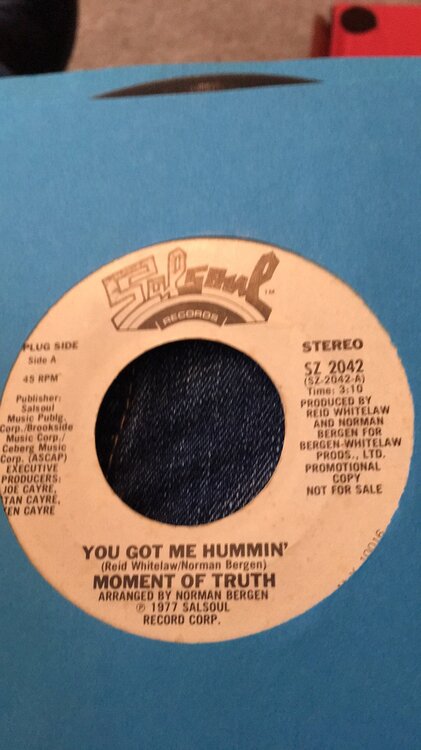 Salsoul ™
RECORDS
PLUG SIDE
Side A
45 RPM
Publisher:
Salsoul
Music Publg.
Corp./Brookside
Music Corp./
Ceberg Music
Corp. (ASCAP)
EXECUTIVE
PRODUCERS:
JOE CAYRE,
TAN CAYRE,
KEN CAYRE
STEREO
SZ 2042
(SZ-2042-A)
Time: 3:10
PRODUCED BY
REID WHITELAW
AND NORMAN
BERGEN FOR
BERGEN-WHITELAW
PRODS., LTD.
PROMOTIONAL
COPY
NOT FOR SALE
YOU GOT ME HUMMIN'
(Reid Whitelaw/Norman Bergen)
MOMENT OF TRUTH
ARRANGED BY NORMAN BERGEN
℗ 1977 SALSOUL
RECORD CORP.
10016